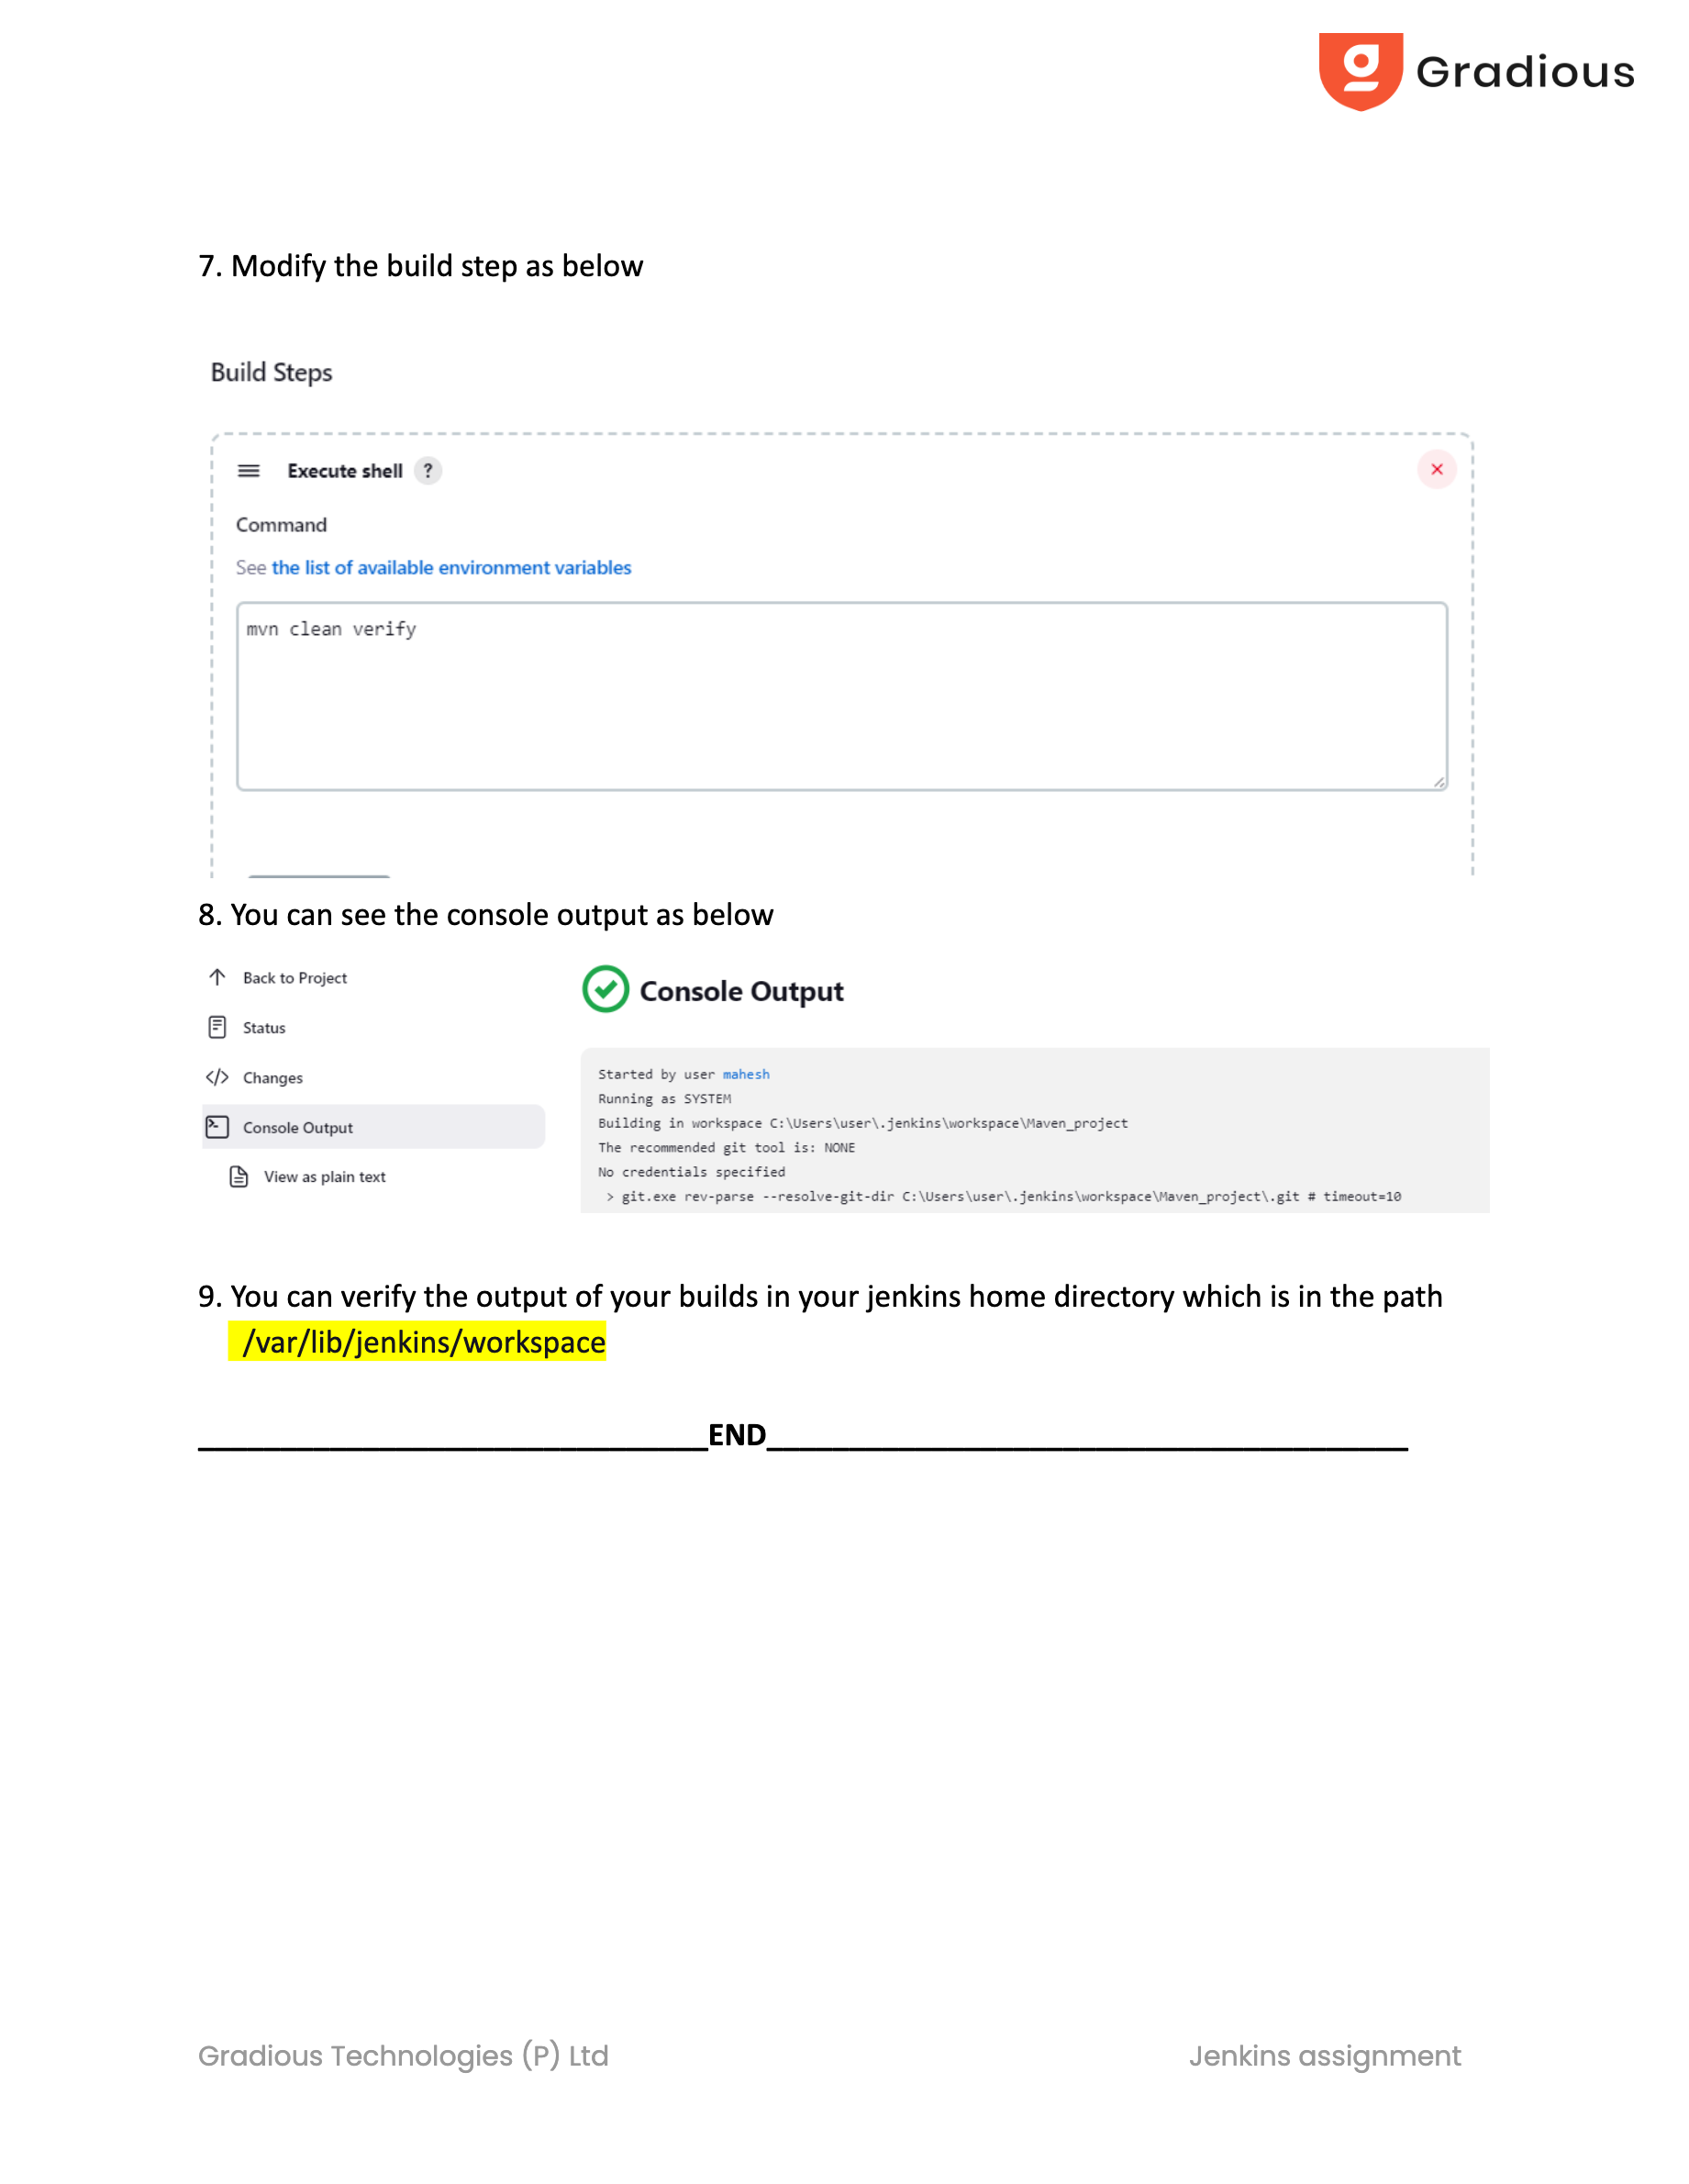 Gradious
7. Modify the build step as below
Build Steps
Execute shell ?
Command
See the list of available environment variables
mvn clean verify
8. You can see the console output as below
Back to Project
Status
Changes
Console Output
View as plain text
Console Output
Started by user mahesh
Running as SYSTEM
Building in workspace C:\Users\user\.jenkins\workspace\Maven_project
The recommended git tool is: NONE
No credentials specified
> git.exe rev-parse --resolve-git-dir C:\Users\user\.jenkins\workspace\Maven_project\.git # timeout=10
9. You can verify the output of your builds in your jenkins home directory which is in the path
/var/lib/jenkins/workspace
END
Gradious Technologies (P) Ltd
Jenkins assignment